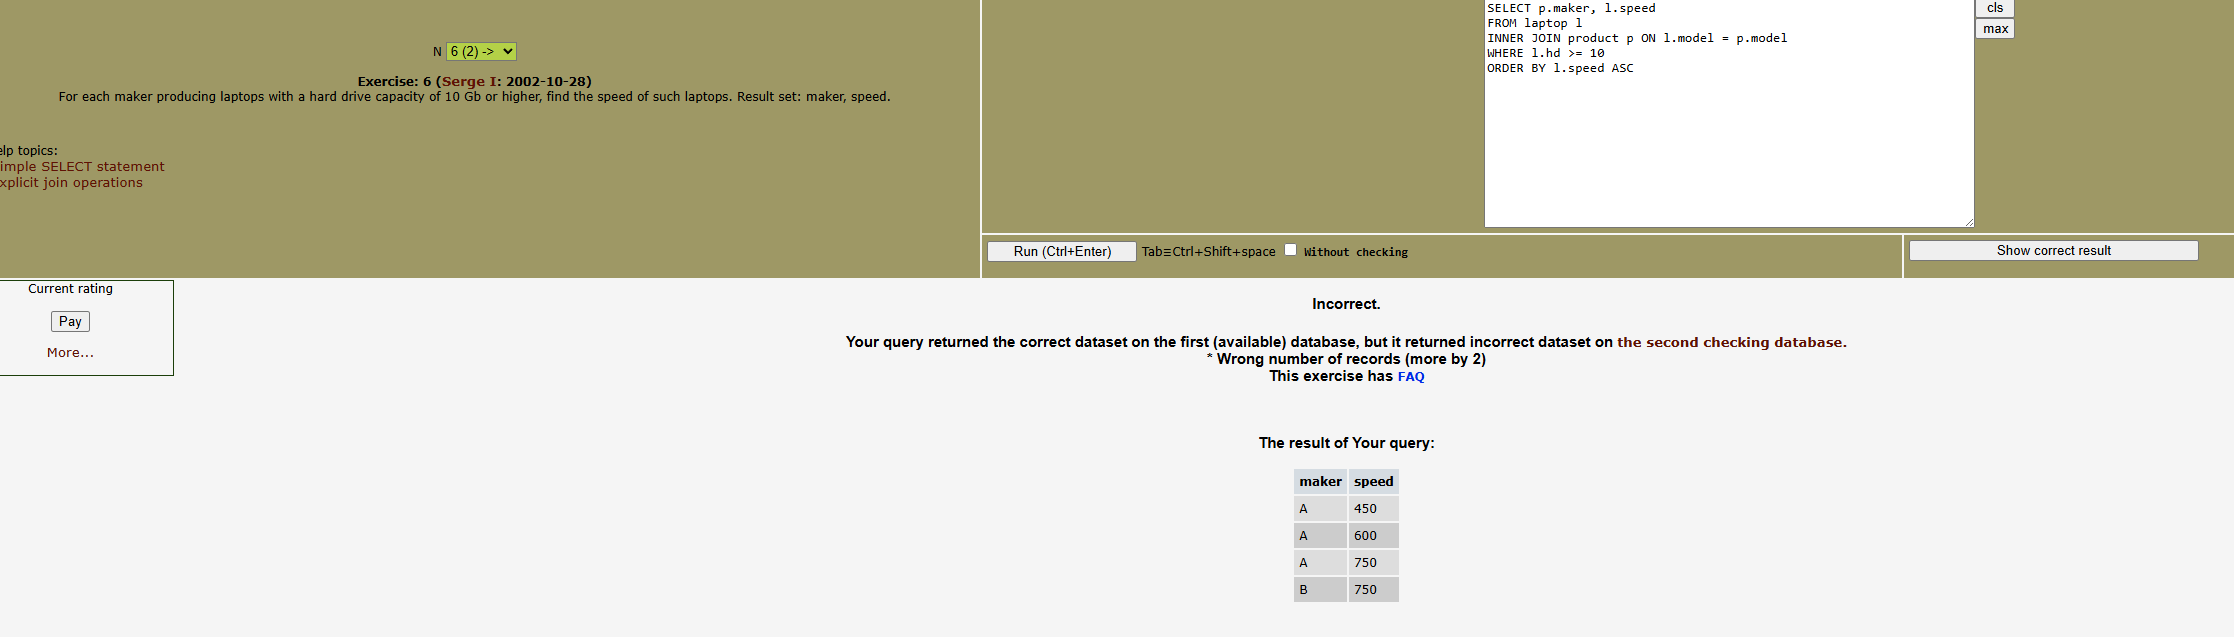 N 6 (2) ->
Exercise: 6 (Serge I: 2002-10-28)
For each maker producing laptops with a hard drive capacity of 10 Gb or higher, find the speed of such laptops. Result set: maker, speed.
elp topics:
imple SELECT statement
xplicit join operations
SELECT p.maker, l.speed
FROM laptop l
INNER JOIN product p ON l.model = p.model
WHERE l.hd >= 10
ORDER BY l.speed ASC
cls
max
Run (Ctrl+Enter) Tab≡Ctrl+Shift+space Without checking
Show correct result
Current rating
Pay
More...
Incorrect.
Your query returned the correct dataset on the first (available) database, but it returned incorrect dataset on the second checking database.
* Wrong number of records (more by 2)
This exercise has FAQ
The result of Your query:
maker speed
A 450
A 600
A 750
B 750